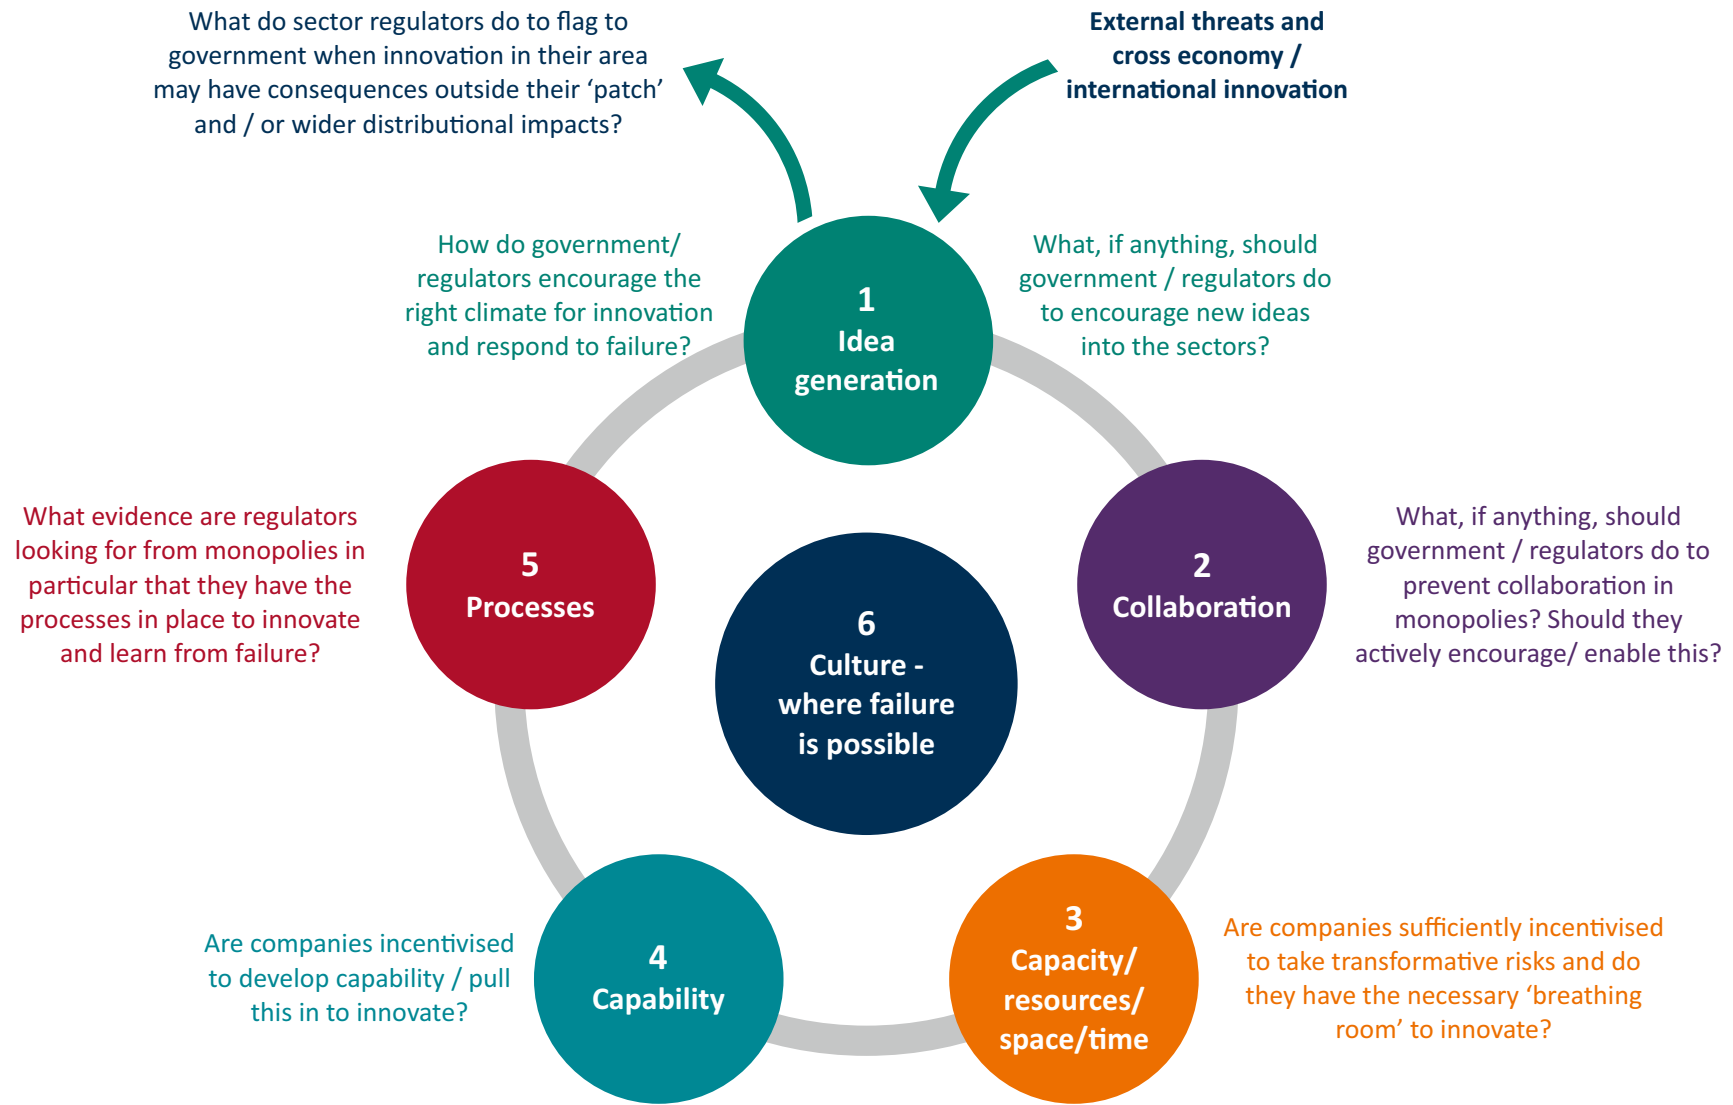 What do sector regulators do to flag to
government when innovation in their area
may have consequences outside their ‘patch’
and / or wider distributional impacts?
External threats and
cross economy /
international innovation
How do government/
regulators encourage the
right climate for innovation
and respond to failure?
1
Idea
generation
What, if anything, should
government / regulators do
to encourage new ideas
into the sectors?
What evidence are regulators
looking for from monopolies in
particular that they have the
processes in place to innovate
and learn from failure?
5
Processes
6
Culture -
where failure
is possible
2
Collaboration
What, if anything, should
government / regulators do to
prevent collaboration in
monopolies? Should they
actively encourage/ enable this?
Are companies incentivised
to develop capability / pull
this in to innovate?
4
Capability
3
Capacity/
resources/
space/time
Are companies sufficiently incentivised
to take transformative risks and do
they have the necessary ‘breathing
room’ to innovate?